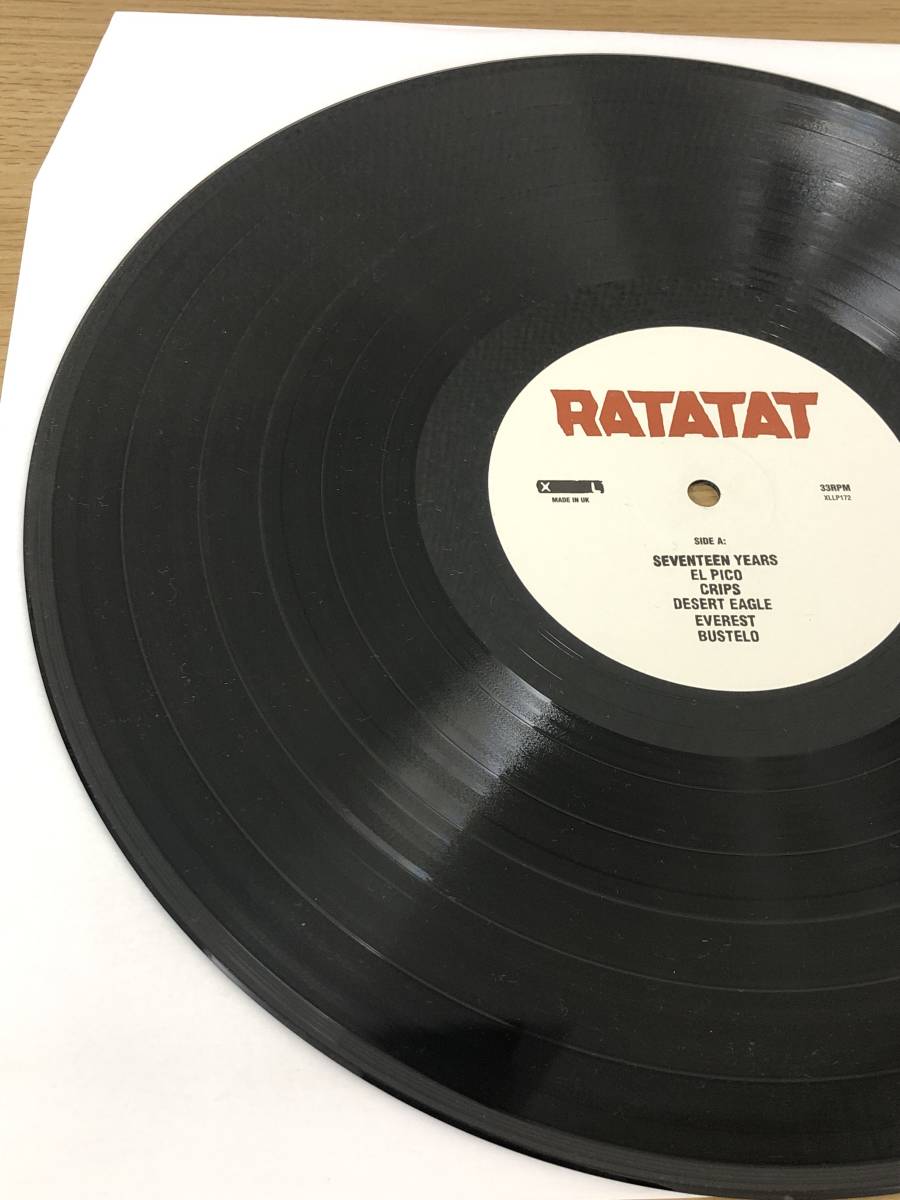 RATATAT
X L
MADE IN UK
33RPM
XLLP172
SIDE A:
SEVENTEEN YEARS
EL PICO
CRIPS
DESERT EAGLE
EVEREST
BUSTELO